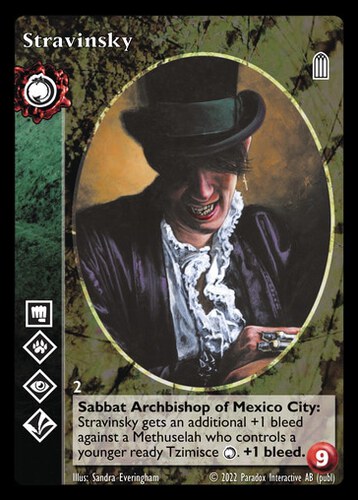 Stravinsky
2
Sabbat Archbishop of Mexico City:
Stravinsky gets an additional +1 bleed
against a Methuselah who controls a
younger ready Tzimisce . +1 bleed.
9
Illus: Sandra Everingham
© 2022 Paradox Interactive AB (publ)